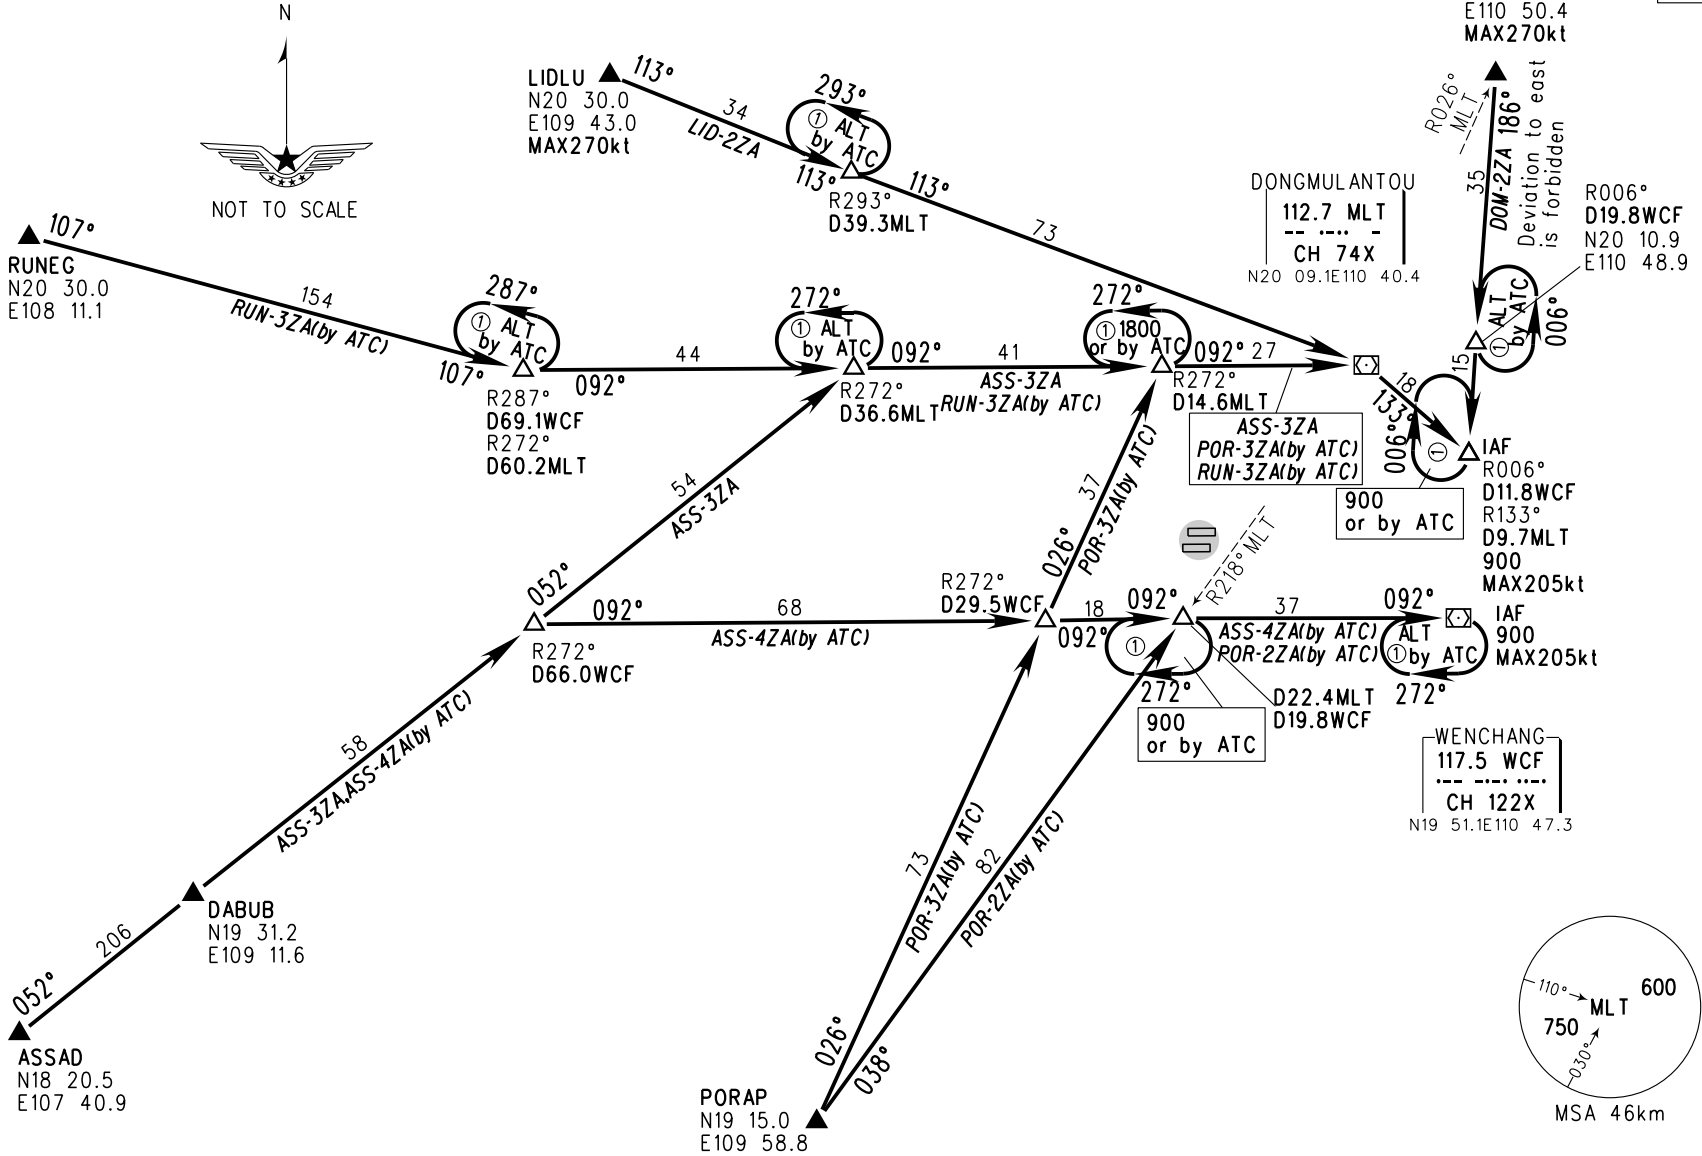 N
NOT TO SCALE
E110 50.4
MAX270kt
LIDLU
N20 30.0
E109 43.0
MAX270kt
113°
34
LID-2ZA
293°
① ALT
by ATC
113°
R293°
D39.3MLT
113°
73
R026°
MLT
186°
DOM-2ZA
35
Deviation to east
is forbidden
DONGMULANTOU
112.7 MLT
-- ·-·· -
CH 74X
N20 09.1E110 40.4
R006°
D19.8WCF
N20 10.9
E110 48.9
① ALT
by ATC
006°
15
RUNEG
N20 30.0
E108 11.1
107°
154
RUN-3ZA(by ATC)
287°
① ALT
by ATC
107°
R287°
D69.1WCF
R272°
D60.2MLT
44
092°
272°
① ALT
by ATC
R272°
D36.6MLT
092°
41
ASS-3ZA
RUN-3ZA(by ATC)
272°
① 1800
or by ATC
R272°
D14.6MLT
092°
27
ASS-3ZA
POR-3ZA(by ATC)
RUN-3ZA(by ATC)
18
133°
006°
①
900
or by ATC
IAF
R006°
D11.8WCF
R133°
D9.7MLT
900
MAX205kt
54
ASS-3ZA
052°
37
POR-3ZA(by ATC)
026°
R218° MLT
R272°
D66.0WCF
092°
68
ASS-4ZA(by ATC)
R272°
D29.5WCF
18
092°
092°
①
272°
900
or by ATC
37
ASS-4ZA(by ATC)
POR-2ZA(by ATC)
D22.4MLT
D19.8WCF
092°
ALT
① by ATC
272°
IAF
900
MAX205kt
WENCHANG
117.5 WCF
·-- -·-· ··-·
CH 122X
N19 51.1E110 47.3
58
ASS-3ZA,ASS-4ZA(by ATC)
DABUB
N19 31.2
E109 11.6
206
052°
ASSAD
N18 20.5
E107 40.9
73
POR-3ZA(by ATC)
82
POR-2ZA(by ATC)
026°
038°
PORAP
N19 15.0
E109 58.8
110°
MLT
600
750
030°
MSA 46km